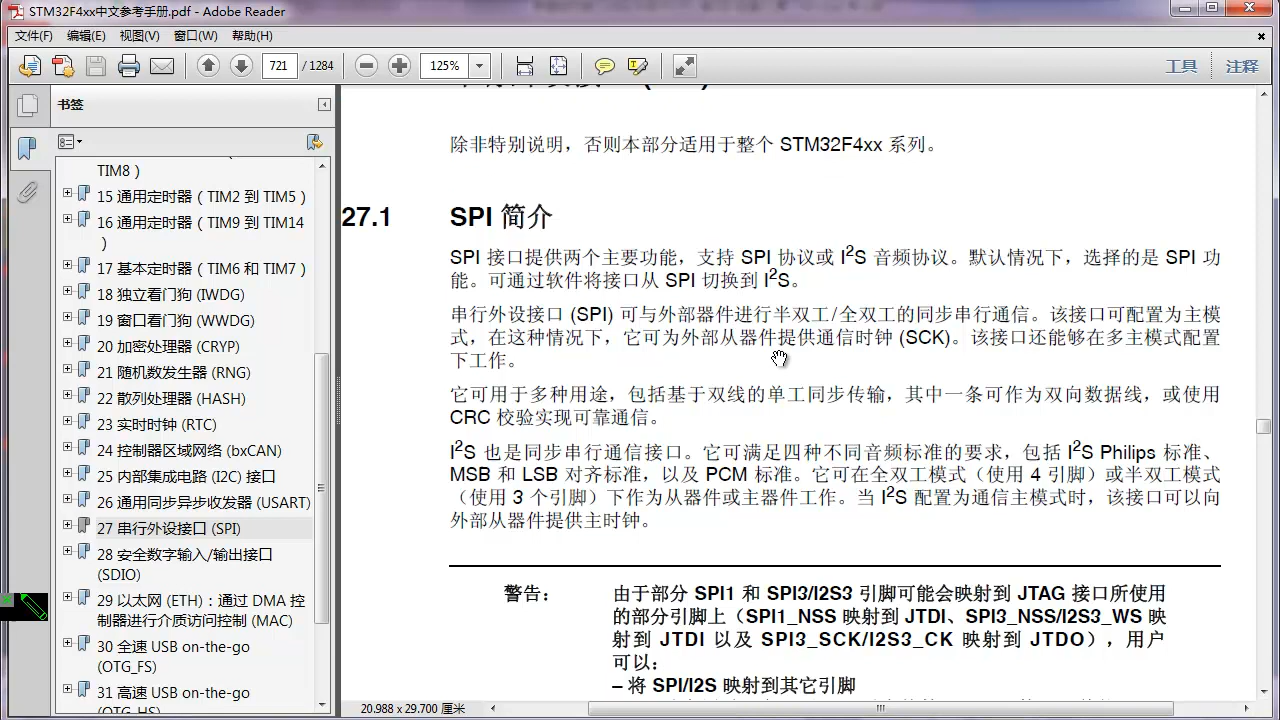 STM32F4xx中文参考手册.pdf - Adobe Reader
文件(F) 编辑(E) 视图(V) 窗口(W) 帮助(H)
721 / 1284 125% 工具 注释
书签
TIM8 )
15 通用定时器 ( TIM2 到 TIM5 )
16 通用定时器 ( TIM9 到 TIM14
)
17 基本定时器 ( TIM6 和 TIM7 )
18 独立看门狗 (IWDG)
19 窗口看门狗 (WWDG)
20 加密处理器 (CRYP)
21 随机数发生器 (RNG)
22 散列处理器 (HASH)
23 实时时钟 (RTC)
24 控制器区域网络 (bxCAN)
25 内部集成电路 (I2C) 接口
26 通用同步异步收发器 (USART)
27 串行外设接口 (SPI)
28 安全数字输入/输出接口
(SDIO)
29 以太网 (ETH)：通过 DMA 控
制器进行介质访问控制 (MAC)
30 全速 USB on-the-go
(OTG_FS)
31 高速 USB on-the-go
(OTG_HS)
除非特别说明，否则本部分适用于整个 STM32F4xx 系列。
27.1 SPI 简介
SPI 接口提供两个主要功能，支持 SPI 协议或 I²S 音频协议。默认情况下，选择的是 SPI 功
能。可通过软件将接口从 SPI 切换到 I²S。
串行外设接口 (SPI) 可与外部器件进行半双工/全双工的同步串行通信。该接口可配置为主模
式，在这种情况下，它可为外部从器件提供通信时钟 (SCK)。该接口还能够在多主模式配置
下工作。
它可用于多种用途，包括基于双线的单工同步传输，其中一条可作为双向数据线，或使用
CRC 校验实现可靠通信。
I²S 也是同步串行通信接口。它可满足四种不同音频标准的要求，包括 I²S Philips 标准、
MSB 和 LSB 对齐标准，以及 PCM 标准。它可在全双工模式（使用 4 引脚）或半双工模式
（使用 3 个引脚）下作为从器件或主器件工作。当 I²S 配置为通信主模式时，该接口可以向
外部从器件提供主时钟。
警告： 由于部分 SPI1 和 SPI3/I2S3 引脚可能会映射到 JTAG 接口所使用
的部分引脚上（SPI1_NSS 映射到 JTDI、SPI3_NSS/I2S3_WS 映
射到 JTDI 以及 SPI3_SCK/I2S3_CK 映射到 JTDO），用户
可以：
– 将 SPI/I2S 映射到其它引脚
20.988 x 29.700 厘米